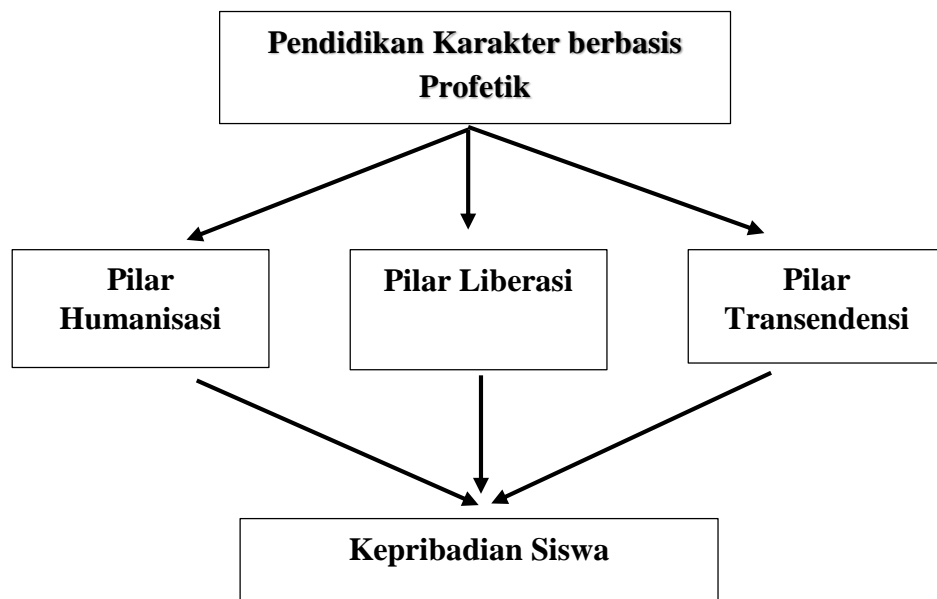 Pendidikan Karakter berbasis
Profetik
Pilar
Humanisasi
Pilar Liberasi
Pilar
Transendensi
Kepribadian Siswa